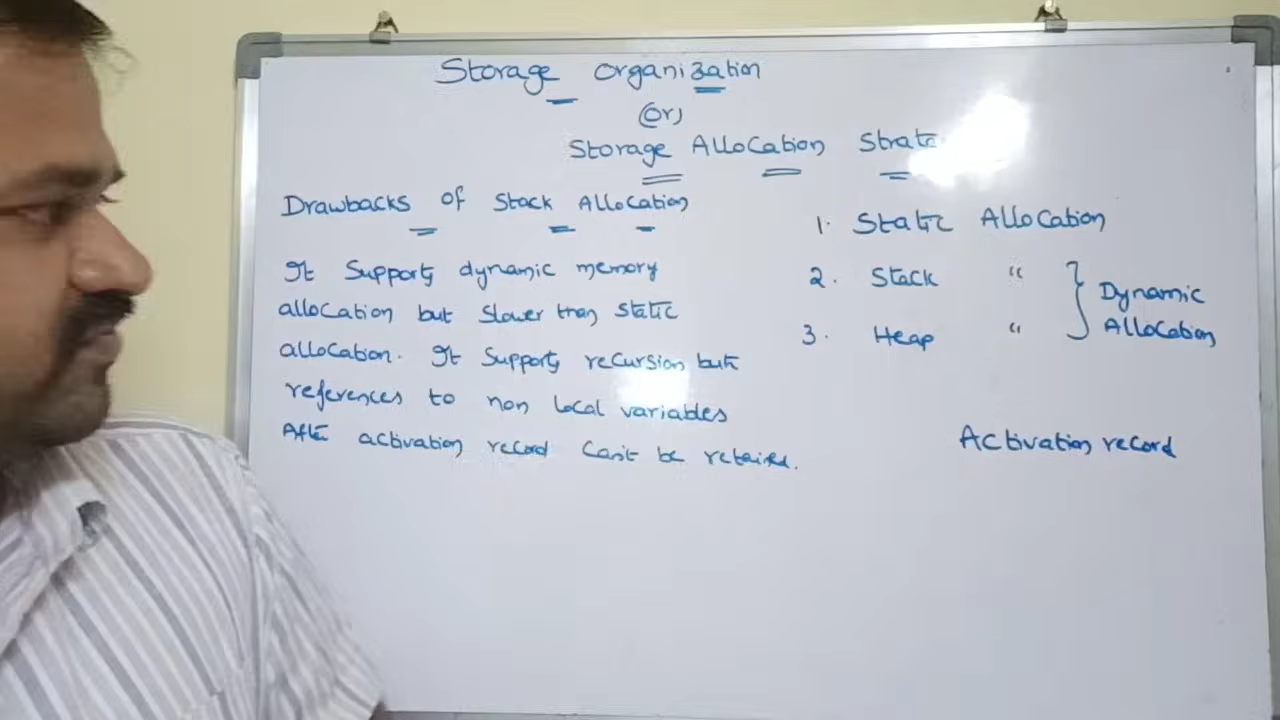 Storage organization
(or)
Storage Allocation Strate
Drawbacks of Stack Allocation
It Supports dynamic memory
allocation but slower than static
allocation. It Supports recursion but
references to non local variables
After activation record can't be retained.
1. Static Allocation
2. Stack "
3. Heap "
Dynamic
Allocation
Activation record